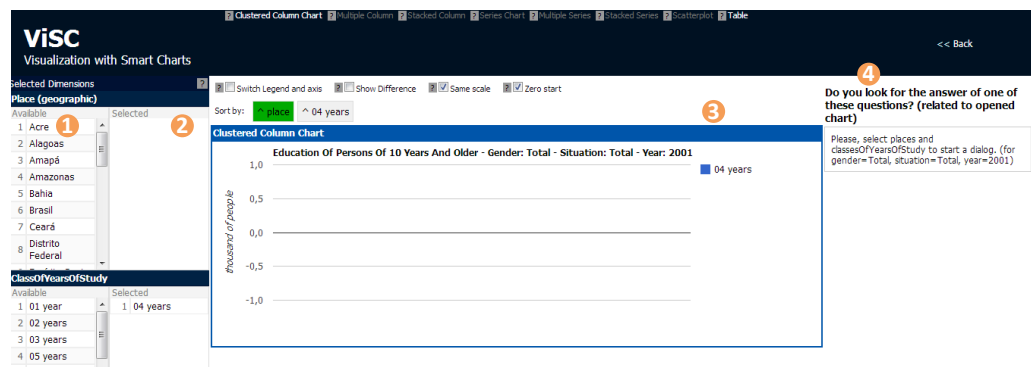 ? Clustered Column Chart ? Multiple Column ? Stacked Column ? Series Chart ? Multiple Series ? Stacked Series ? Scatterplot ? Table
ViSC
Visualization with Smart Charts
<< Back
Selected Dimensions ?
Place (geographic)
Available Selected
1 Acre
2 Alagoas
3 Amapá
4 Amazonas
5 Bahia
6 Brasil
7 Ceará
8 Distrito
Federal
1
2
ClassOfYearsOfStudy
Available Selected
1 01 year 1 04 years
2 02 years
3 03 years
4 05 years
? Switch Legend and axis ? Show Difference ? Same scale ? Zero start
Sort by: ^ place ^ 04 years
3
Clustered Column Chart
Education Of Persons Of 10 Years And Older - Gender: Total - Situation: Total - Year: 2001
1,0
0,5
0,0
-0,5
-1,0
thousand of people
04 years
4
Do you look for the answer of one of
these questions? (related to opened
chart)
Please, select places and
classesOfYearsOfStudy to start a dialog. (for
gender=Total, situation=Total, year=2001)